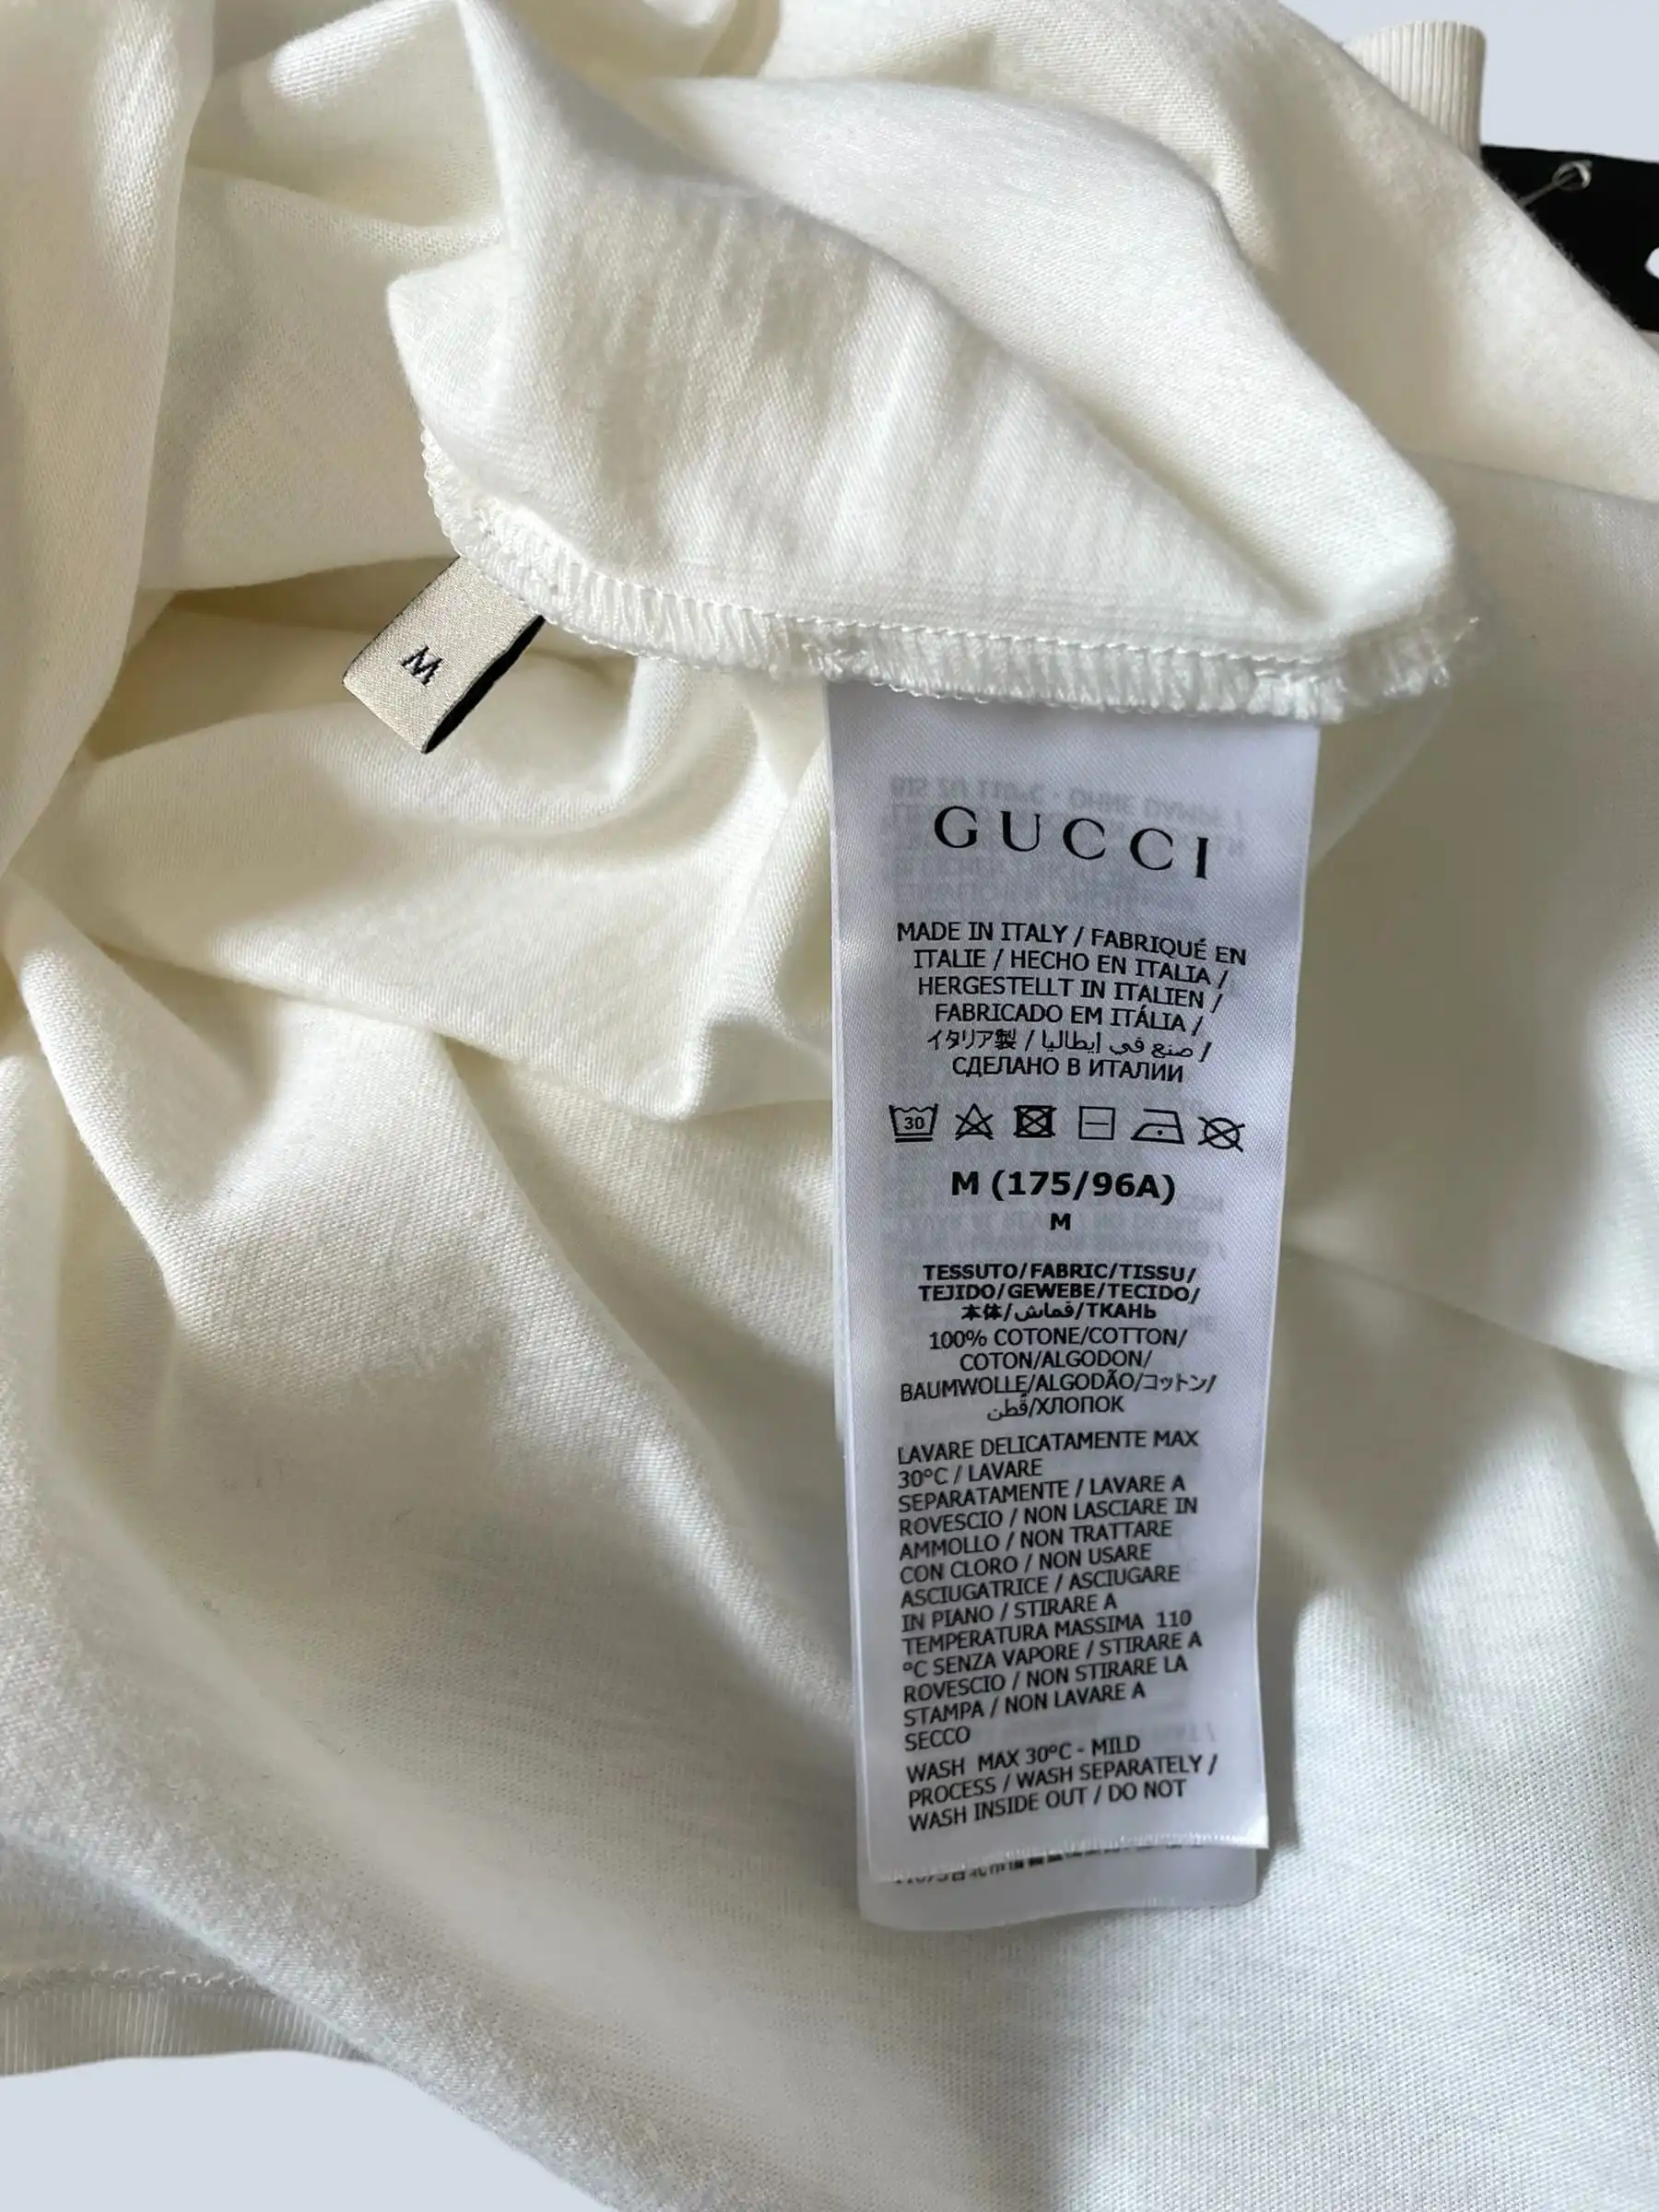 M
GUCCI
MADE IN ITALY / FABRIQUÉ EN
ITALIE / HECHO EN ITALIA /
HERGESTELLT IN ITALIEN /
FABRICADO EM ITÁLIA /
イタリア製 / صنع في إيطاليا /
СДЕЛАНО В ИТАЛИИ
30
M (175/96A)
M
TESSUTO/FABRIC/TISSU/
TEJIDO/GEWEBE/TECIDO/
本体/قماش/ТКАНЬ
100% COTONE/COTTON/
COTON/ALGODON/
BAUMWOLLE/ALGODÃO/コットン/
قطن/ХЛОПОК
LAVARE DELICATAMENTE MAX
30°C / LAVARE
SEPARATAMENTE / LAVARE A
ROVESCIO / NON LASCIARE IN
AMMOLLO / NON TRATTARE
CON CLORO / NON USARE
ASCIUGATRICE / ASCIUGARE
IN PIANO / STIRARE A
TEMPERATURA MASSIMA 110
°C SENZA VAPORE / STIRARE A
ROVESCIO / NON STIRARE LA
STAMPA / NON LAVARE A
SECCO
WASH MAX 30°C - MILD
PROCESS / WASH SEPARATELY /
WASH INSIDE OUT / DO NOT